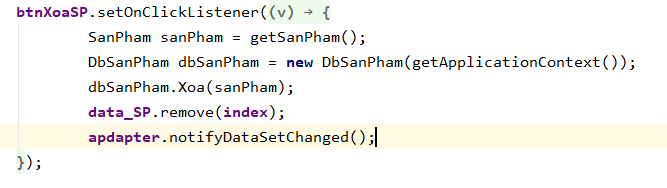 btnXoaSP.setOnClickListener((v) → {
SanPham sanPham = getSanPham();
DbSanPham dbSanPham = new DbSanPham(getApplicationContext());
dbSanPham.Xoa(sanPham);
data_SP.remove(index);
apdapter.notifyDataSetChanged();
});